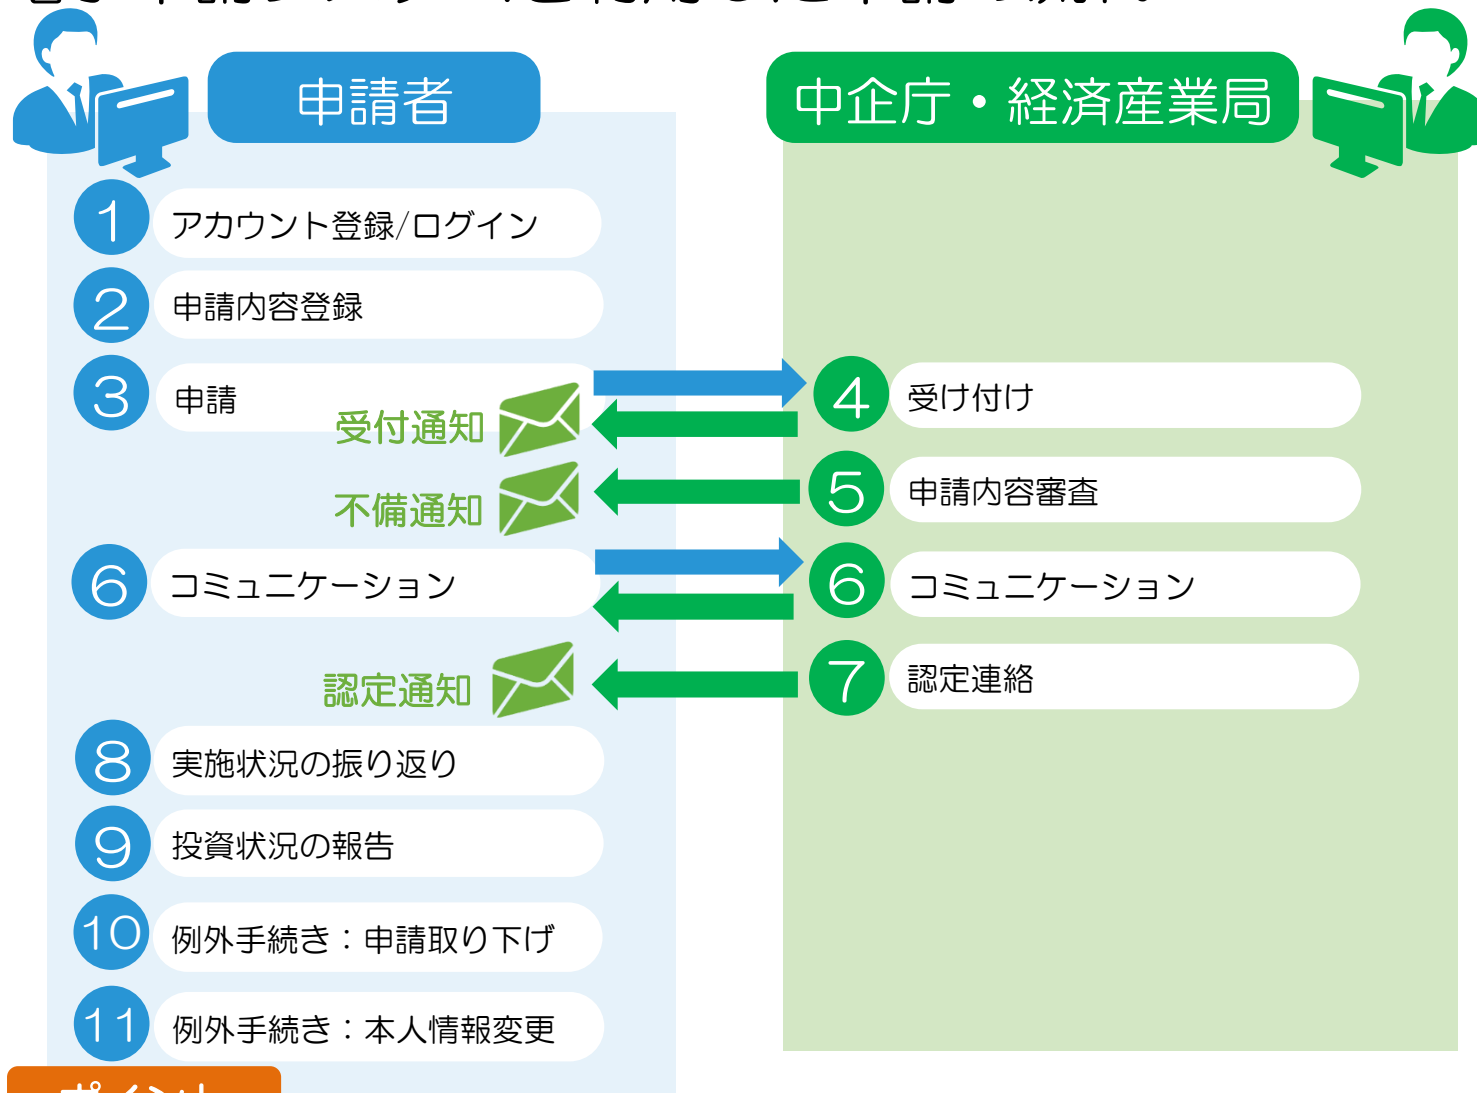 申請者
中企庁・経済産業局
1 アカウント登録/ログイン
2 申請内容登録
3 申請
4 受け付け
受付通知
5 申請内容審査
不備通知
6 コミュニケーション
6 コミュニケーション
7 認定連絡
認定通知
8 実施状況の振り返り
9 投資状況の報告
10 例外手続き：申請取り下げ
11 例外手続き：本人情報変更
ポイント